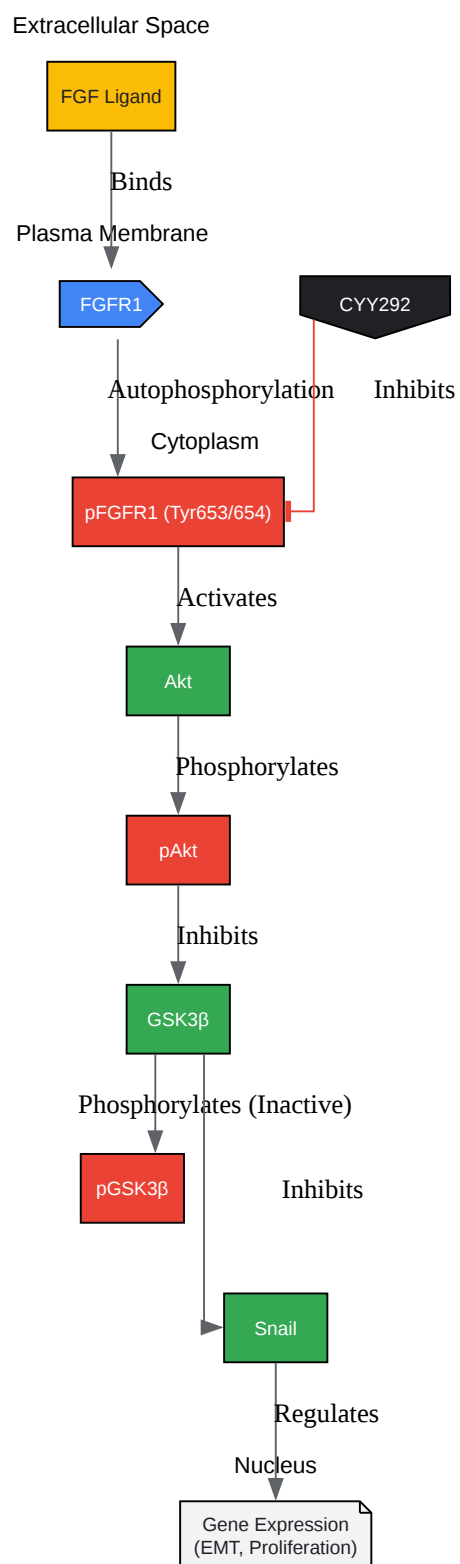 Extracellular Space
FGF Ligand
Binds
Plasma Membrane
FGFR1
CYY292
Autophosphorylation
Inhibits
Cytoplasm
pFGFR1 (Tyr653/654)
Activates
Akt
Phosphorylates
pAkt
Inhibits
GSK3β
Phosphorylates (Inactive)
pGSK3β
Inhibits
Snail
Regulates
Nucleus
Gene Expression
(EMT, Proliferation)